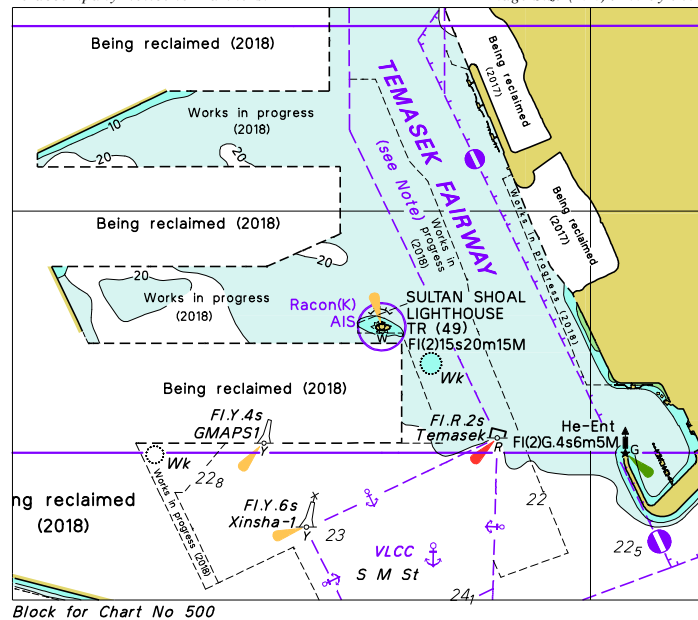 Being reclaimed (2018)
Being reclaimed
(2017)
10
Works in progress
(2018)
20
20
TEMASEK FAIRWAY
(see Note)
Works in
progress
(2018)
Works in progress (2018)
Being reclaimed
(2017)
Being reclaimed (2018)
20
20
Works in progress
(2018)
Racon(K)
AIS
W
SULTAN SHOAL
LIGHTHOUSE
TR (49)
Fl(2)15s20m15M
Wk
Being reclaimed (2018)
Fl.Y.4s
GMAPS1
Y
Fl.R.2s
Temasek
R
He-Ent
Fl(2)G.4s6m5M
G
Wk
22₈
Works in progress (2018)
ng reclaimed
(2018)
Fl.Y.6s
Xinsha-1
Y
23
22
22₅
VLCC
S M St
24₁
Block for Chart No 500